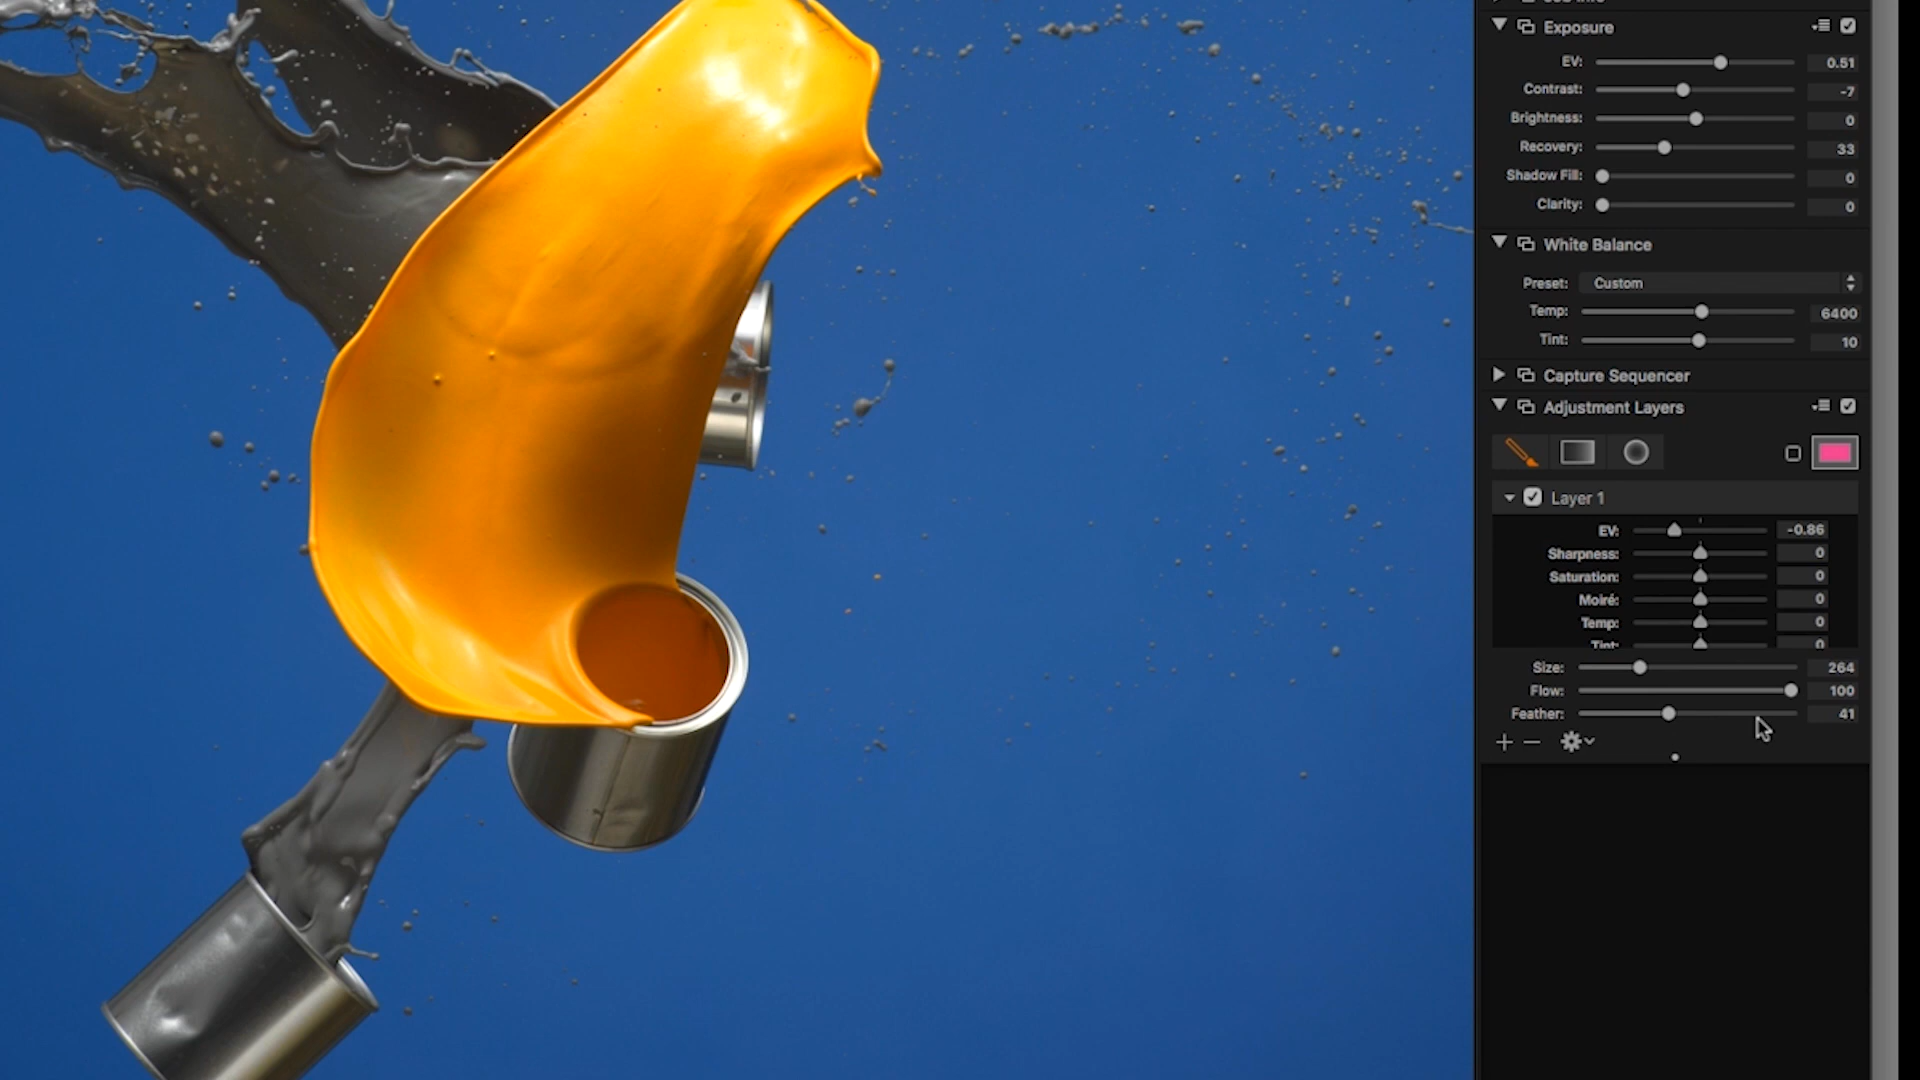 Exposure
EV: 0.51
Contrast: -7
Brightness: 0
Recovery: 33
Shadow Fill: 0
Clarity: 0
White Balance
Preset: Custom
Temp: 6400
Tint: 10
Capture Sequencer
Adjustment Layers
Layer 1
EV: -0.86
Sharpness: 0
Saturation: 0
Moiré: 0
Temp: 0
Tint: 0
Size: 264
Flow: 100
Feather: 41